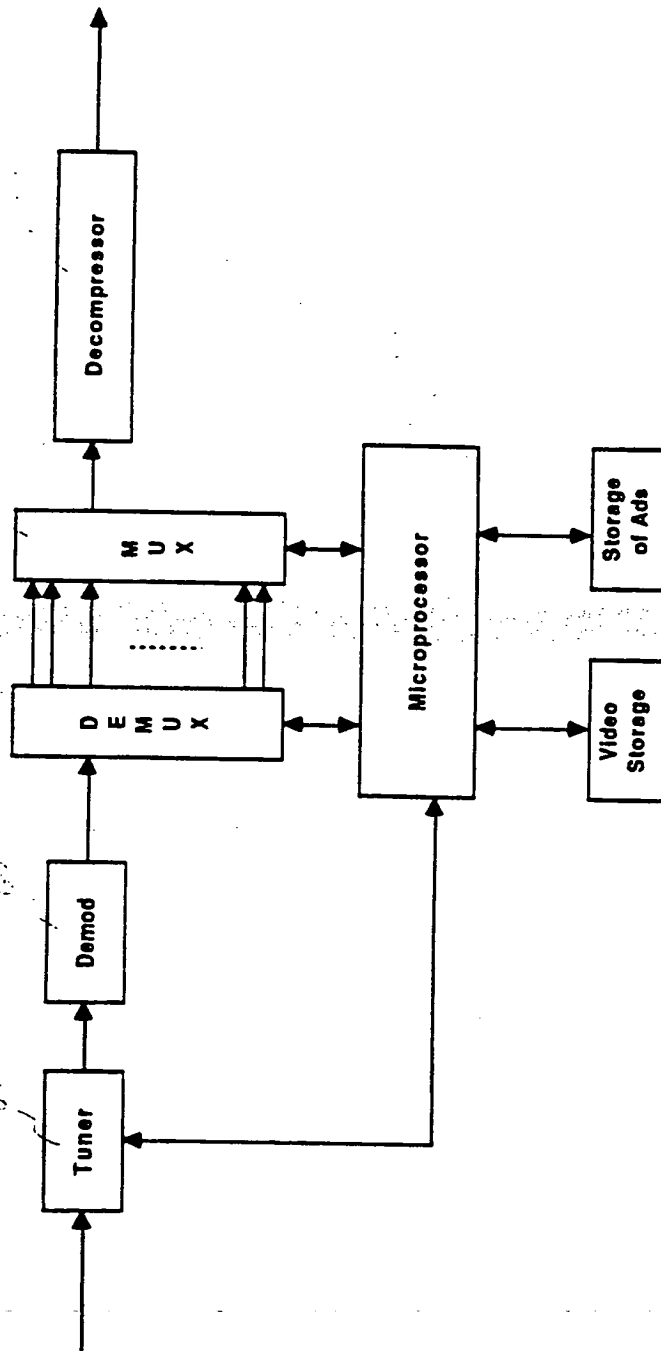 Tuner
Demod
D
E
M
U
X
M
U
X
Decompressor
Microprocessor
Video
Storage
Storage
of Ads